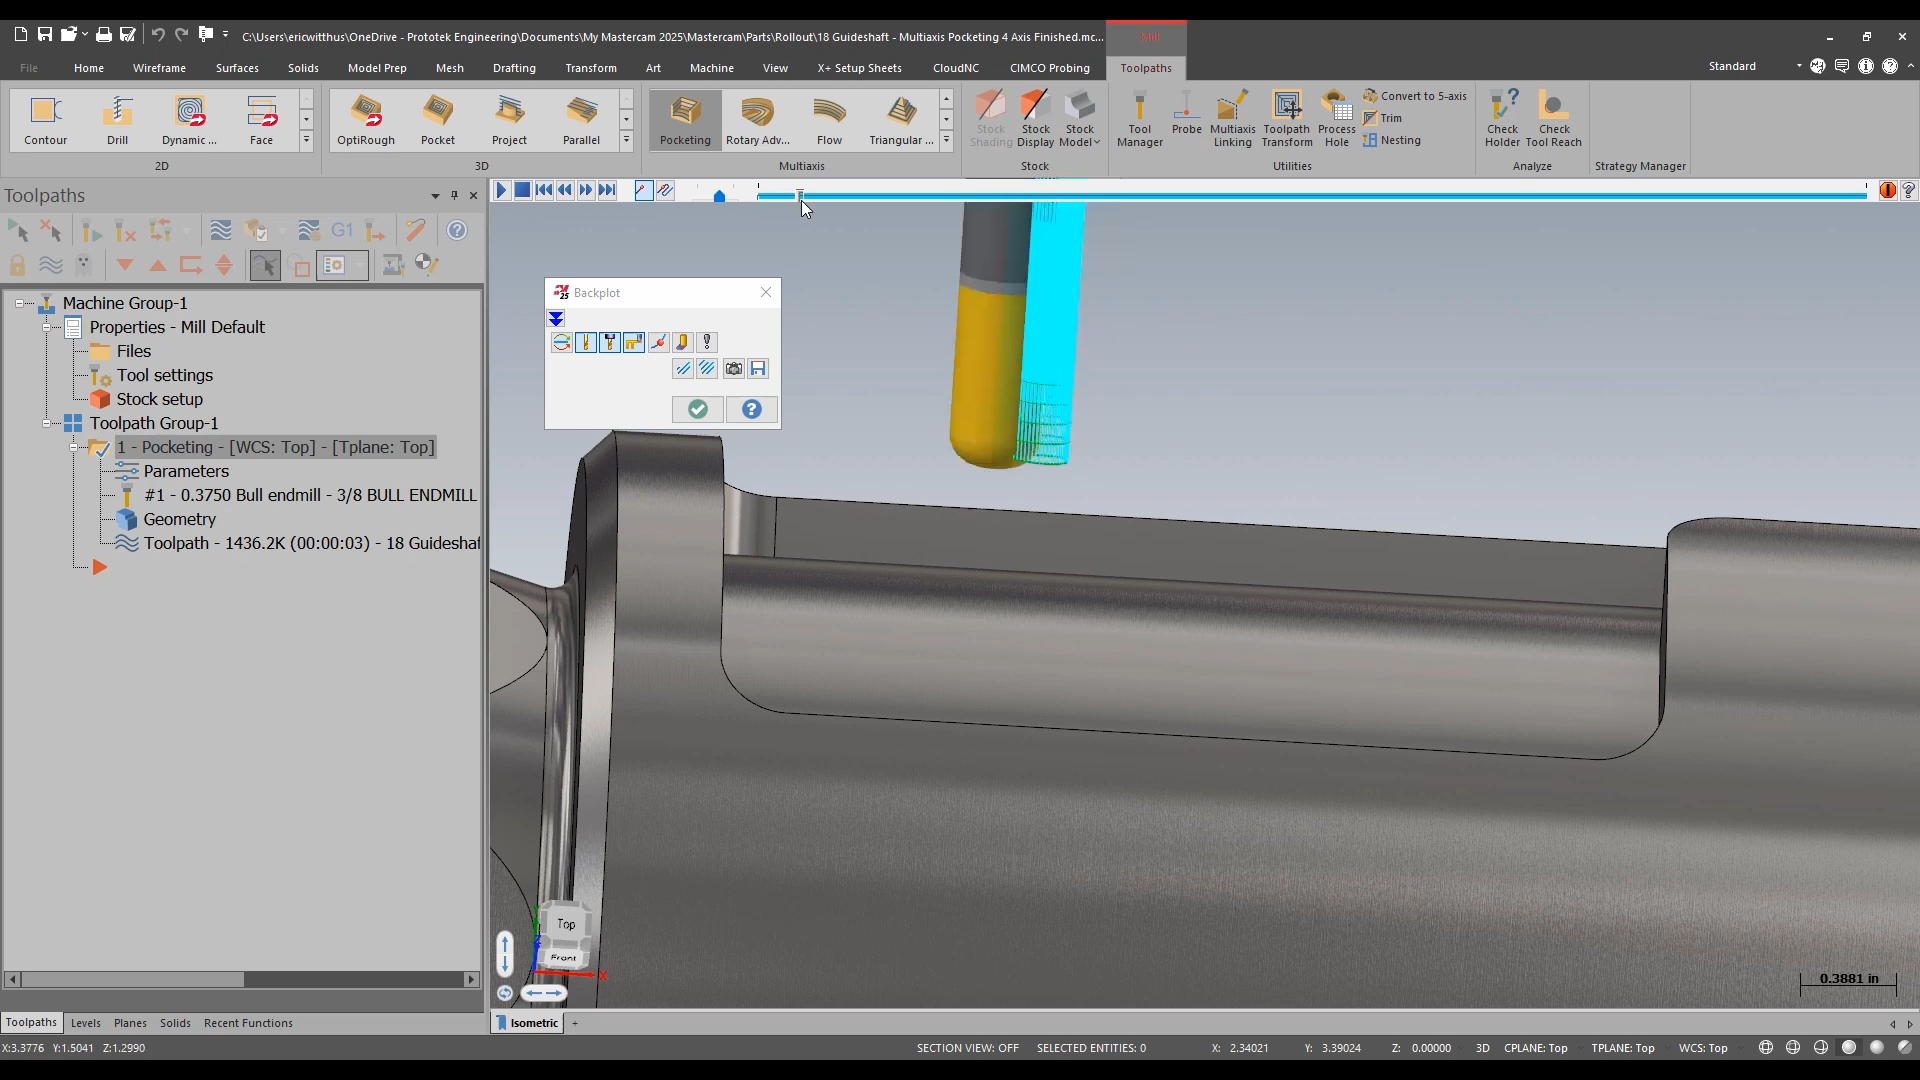 C:\Users\ericwitthus\OneDrive - Prototek Engineering\Documents\My Mastercam 2025\Mastercam\Parts\Rollout\18 Guideshaft - Multiaxis Pocketing 4 Axis Finished.mc...
Mill
File Home Wireframe Surfaces Solids Model Prep Mesh Drafting Transform Art Machine View X+ Setup Sheets CloudNC CIMCO Probing Toolpaths
Standard
Contour Drill Dynamic ... Face
2D
OptiRough Pocket Project Parallel
3D
Pocketing Rotary Adv... Flow Triangular ...
Multiaxis
Stock Shading Stock Display Stock Model
Stock
Tool Manager Probe Multiaxis Linking Toolpath Transform Process Hole
Convert to 5-axis
Trim
Nesting
Utilities
Check Holder Check Tool Reach
Analyze
Strategy Manager
Toolpaths
G1
Machine Group-1
Properties - Mill Default
Files
Tool settings
Stock setup
Toolpath Group-1
1 - Pocketing - [WCS: Top] - [Tplane: Top]
Parameters
#1 - 0.3750 Bull endmill - 3/8 BULL ENDMILL
Geometry
Toolpath - 1436.2K (00:00:03) - 18 Guideshaf
Backplot
Top
Front
X
0.3881 in
Toolpaths Levels Planes Solids Recent Functions
Isometric +
X:3.3776 Y:1.5041 Z:1.2990
SECTION VIEW: OFF SELECTED ENTITIES: 0 X: 2.34021 Y: 3.39024 Z: 0.00000 3D CPLANE: Top TPLANE: Top WCS: Top